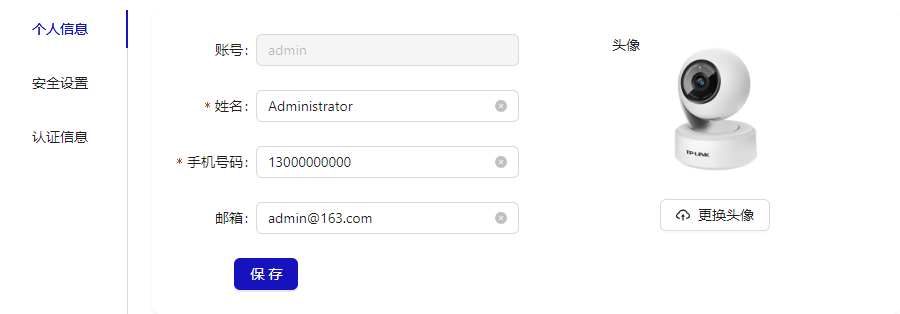 个人信息
安全设置
认证信息
账号: admin
* 姓名: Administrator
* 手机号码: 13000000000
邮箱: admin@163.com
保 存
头像
TP-LINK
更换头像